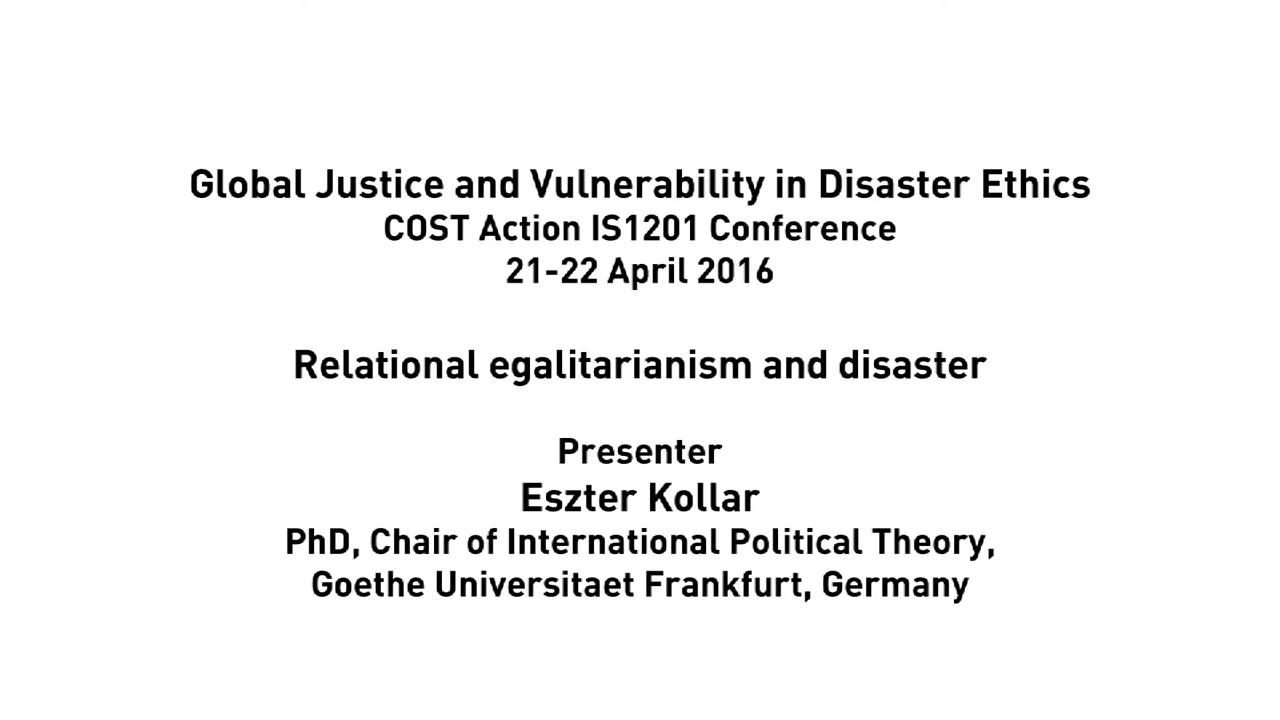 Global Justice and Vulnerability in Disaster Ethics
COST Action IS1201 Conference
21-22 April 2016
Relational egalitarianism and disaster
Presenter
Eszter Kollar
PhD, Chair of International Political Theory,
Goethe Universitaet Frankfurt, Germany